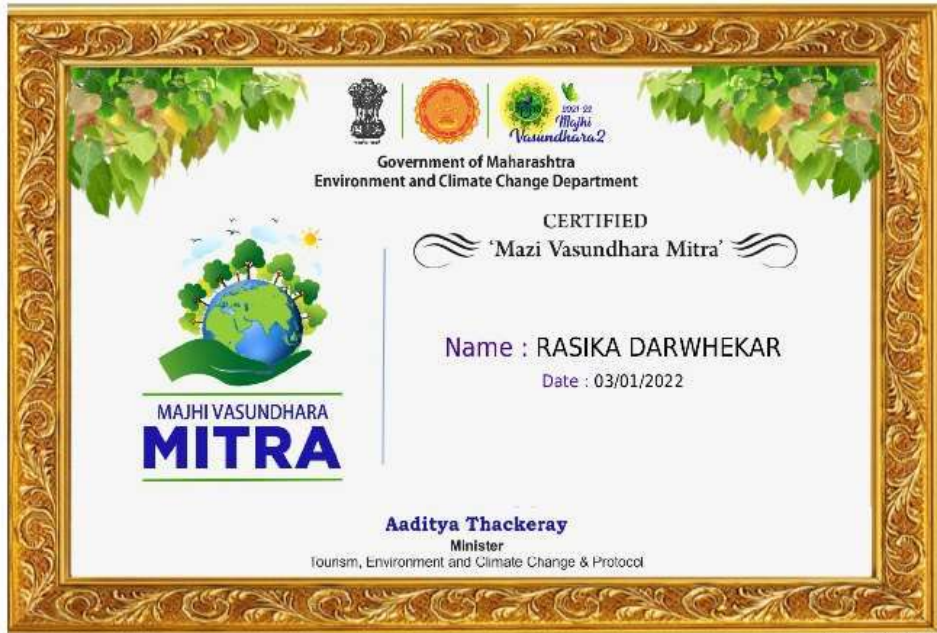 2021-22
Majhi
Vasundhara2
Government of Maharashtra
Environment and Climate Change Department
CERTIFIED
'Mazi Vasundhara Mitra'
Name : RASIKA DARWHEKAR
Date : 03/01/2022
MAJHI VASUNDHARA
MITRA
Aaditya Thackeray
Minister
Tourism, Environment and Climate Change & Protocol